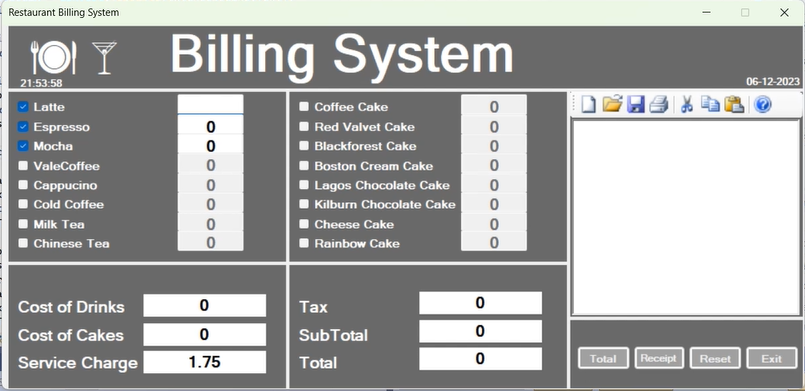 Restaurant Billing System
Billing System
21:53:58
06-12-2023
Latte
Espresso 0
Mocha 0
ValeCoffee 0
Cappucino 0
Cold Coffee 0
Milk Tea 0
Chinese Tea 0
Coffee Cake 0
Red Valvet Cake 0
Blackforest Cake 0
Boston Cream Cake 0
Lagos Chocolate Cake 0
Kilburn Chocolate Cake 0
Cheese Cake 0
Rainbow Cake 0
Cost of Drinks 0
Cost of Cakes 0
Service Charge 1.75
Tax 0
SubTotal 0
Total 0
Total Receipt Reset Exit